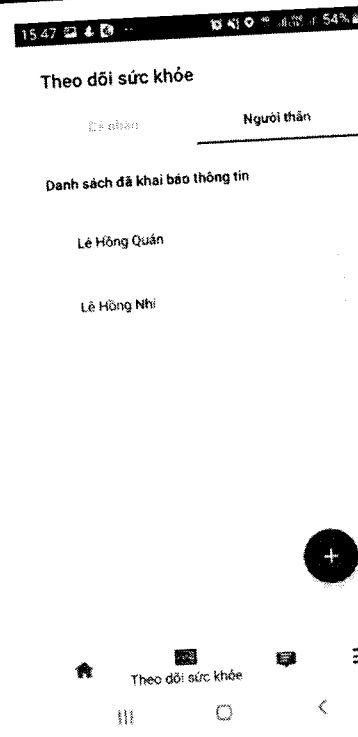 15:47
54%
Theo dõi sức khỏe
Cá nhân
Người thân
Danh sách đã khai báo thông tin
Lê Hồng Quán
Lê Hồng Nhi
Theo dõi sức khỏe